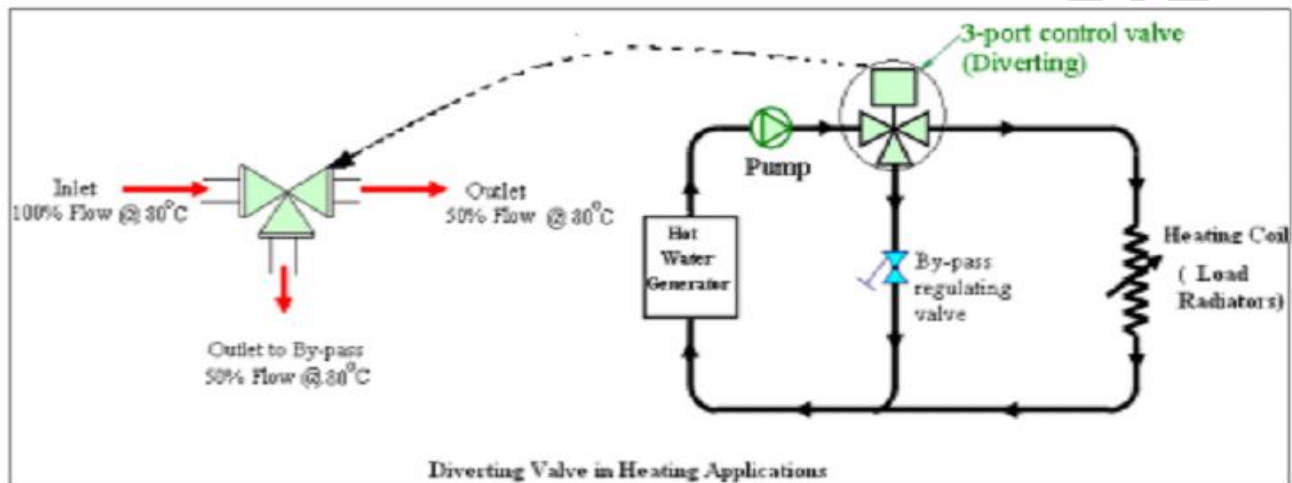 3-port control valve
(Diverting)
Pump
Inlet
100% Flow @ 80°C
Outlet
50% Flow @ 80°C
Hot
Water
Generator
By-pass
regulating
valve
Heating Coil
( Load
Radiators)
Outlet to By-pass
50% Flow @ 80°C
Diverting Valve in Heating Applications